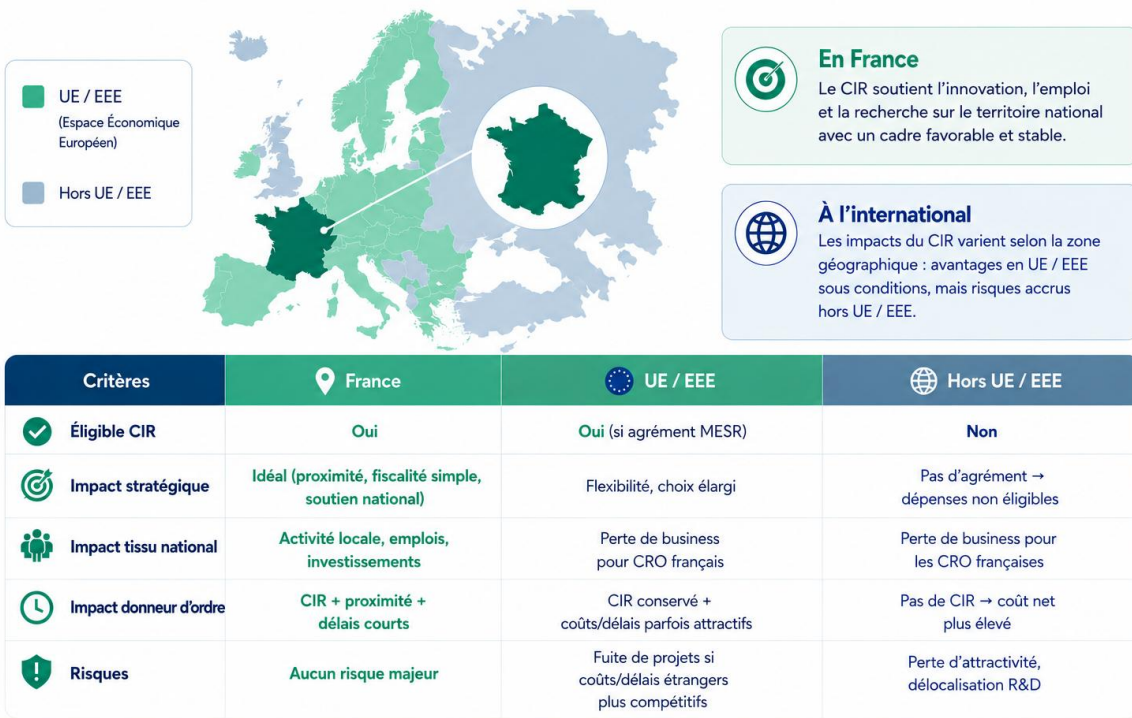 UE / EEE
(Espace Économique
Européen)
Hors UE / EEE
En France
Le CIR soutient l'innovation, l'emploi
et la recherche sur le territoire national
avec un cadre favorable et stable.
À l'international
Les impacts du CIR varient selon la zone
géographique : avantages en UE / EEE
sous conditions, mais risques accrus
hors UE / EEE.
Critères
France
UE / EEE
Hors UE / EEE
Éligible CIR
Oui
Oui (si agrément MESR)
Non
Impact stratégique
Idéal (proximité, fiscalité simple,
soutien national)
Flexibilité, choix élargi
Pas d'agrément →
dépenses non éligibles
Impact tissu national
Activité locale, emplois,
investissements
Perte de business
pour CRO français
Perte de business pour
les CRO françaises
Impact donneur d'ordre
CIR + proximité +
délais courts
CIR conservé +
coûts/délais parfois attractifs
Pas de CIR → coût net
plus élevé
Risques
Aucun risque majeur
Fuite de projets si
coûts/délais étrangers
plus compétitifs
Perte d'attractivité,
délocalisation R&D